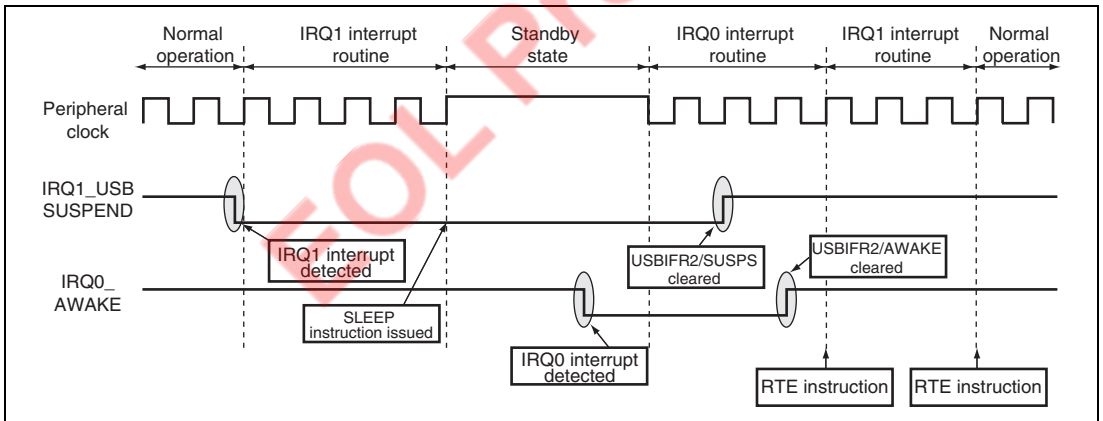 Normal
operation
IRQ1 interrupt
routine
Standby
state
IRQ0 interrupt
routine
IRQ1 interrupt
routine
Normal
operation
Peripheral
clock
IRQ1_USB
SUSPEND
IRQ1 interrupt
detected
USBIFR2/SUSPS
cleared
USBIFR2/AWAKE
cleared
IRQ0_
AWAKE
SLEEP
instruction issued
IRQ0 interrupt
detected
RTE instruction
RTE instruction
EOL